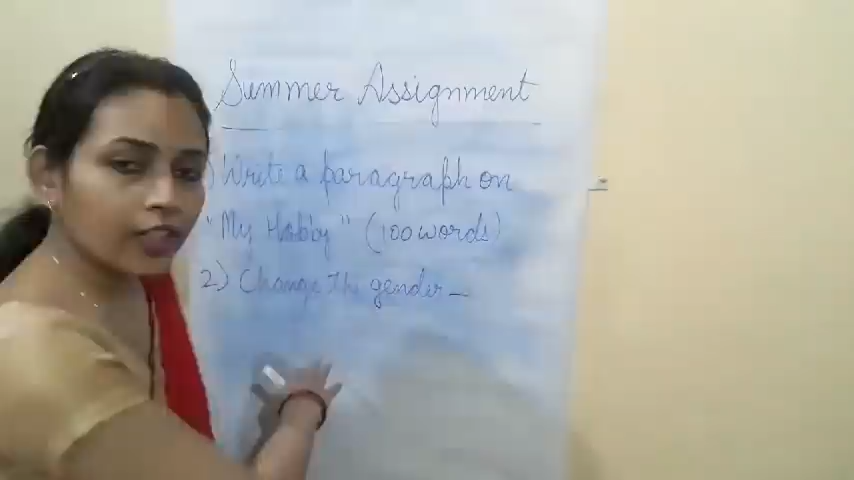 Summer Assignment
) Write a paragraph on
"My Hobby" (100 words)
2) Change the gender -